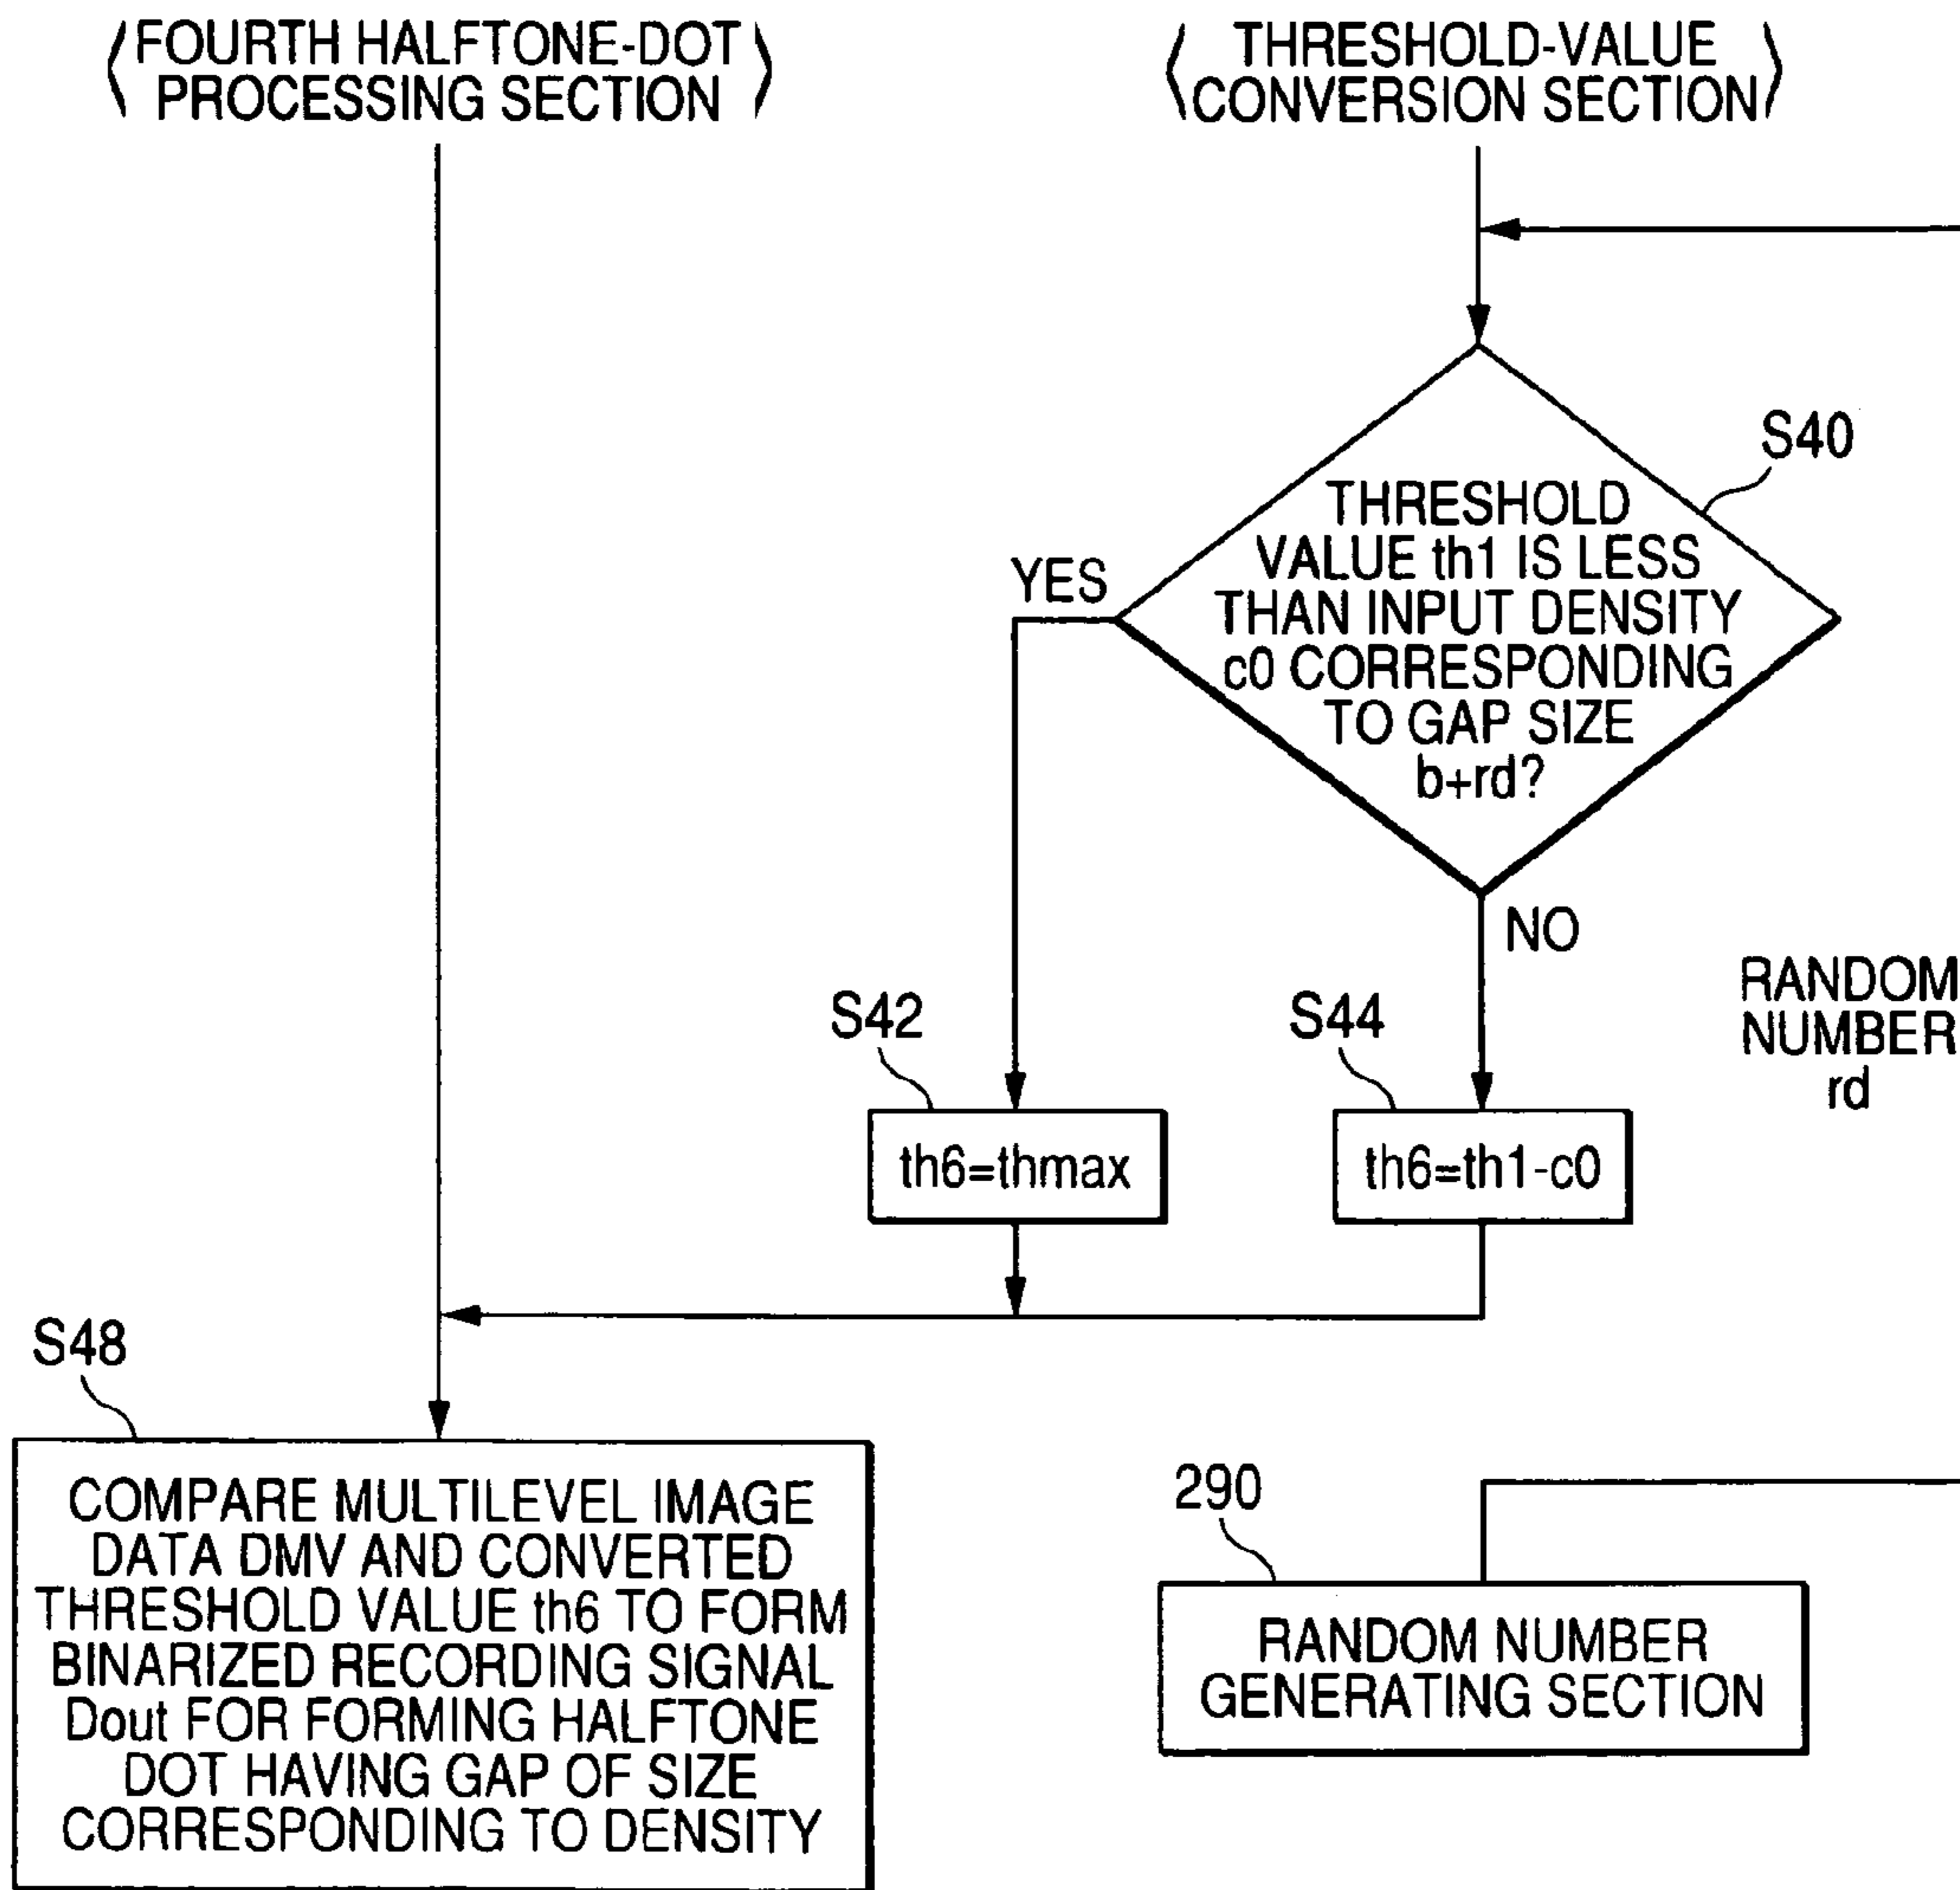 FOURTH HALFTONE-DOT
PROCESSING SECTION
THRESHOLD-VALUE
CONVERSION SECTION
S40
THRESHOLD
VALUE th1 IS LESS
THAN INPUT DENSITY
c0 CORRESPONDING
TO GAP SIZE
b+rd?
YES
NO
RANDOM
NUMBER
rd
S42
th6=thmax
S44
th6=th1-c0
S48
COMPARE MULTILEVEL IMAGE
DATA DMV AND CONVERTED
THRESHOLD VALUE th6 TO FORM
BINARIZED RECORDING SIGNAL
Dout FOR FORMING HALFTONE
DOT HAVING GAP OF SIZE
CORRESPONDING TO DENSITY
290
RANDOM NUMBER
GENERATING SECTION